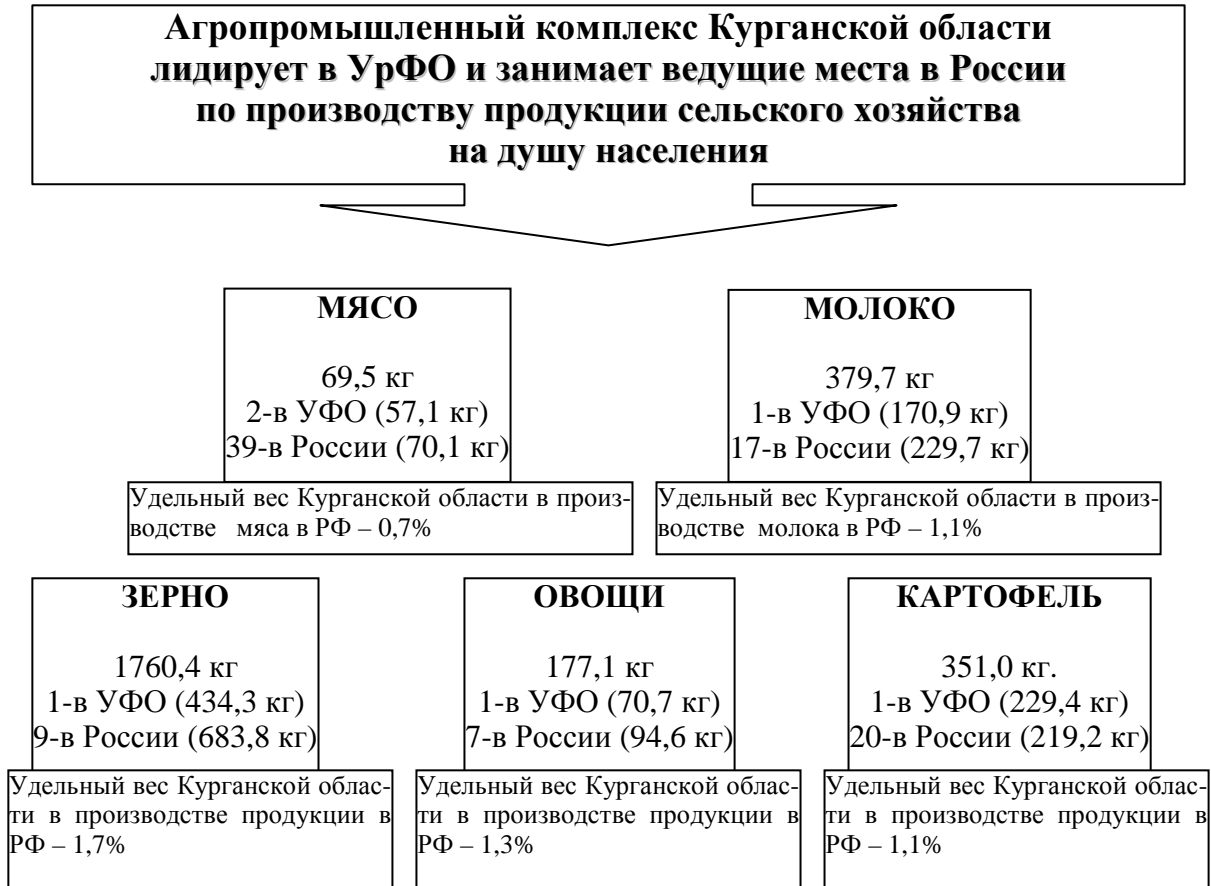 Агропромышленный комплекс Курганской области
лидирует в УрФО и занимает ведущие места в России
по производству продукции сельского хозяйства
на душу населения
МЯСО
69,5 кг
2-в УФО (57,1 кг)
39-в России (70,1 кг)
Удельный вес Курганской области в произ-
водстве мяса в РФ – 0,7%
МОЛОКО
379,7 кг
1-в УФО (170,9 кг)
17-в России (229,7 кг)
Удельный вес Курганской области в произ-
водстве молока в РФ – 1,1%
ЗЕРНО
1760,4 кг
1-в УФО (434,3 кг)
9-в России (683,8 кг)
Удельный вес Курганской облас-
ти в производстве продукции в
РФ – 1,7%
ОВОЩИ
177,1 кг
1-в УФО (70,7 кг)
7-в России (94,6 кг)
Удельный вес Курганской облас-
ти в производстве продукции в
РФ – 1,3%
КАРТОФЕЛЬ
351,0 кг.
1-в УФО (229,4 кг)
20-в России (219,2 кг)
Удельный вес Курганской облас-
ти в производстве продукции в
РФ – 1,1%